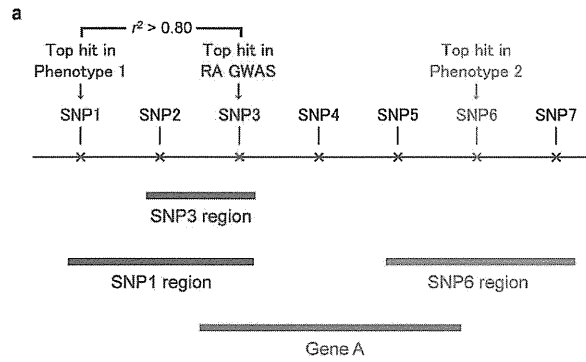 a
r² > 0.80
Top hit in Phenotype 1
Top hit in RA GWAS
Top hit in Phenotype 2
SNP1 SNP2 SNP3 SNP4 SNP5 SNP6 SNP7
SNP3 region
SNP1 region
SNP6 region
Gene A